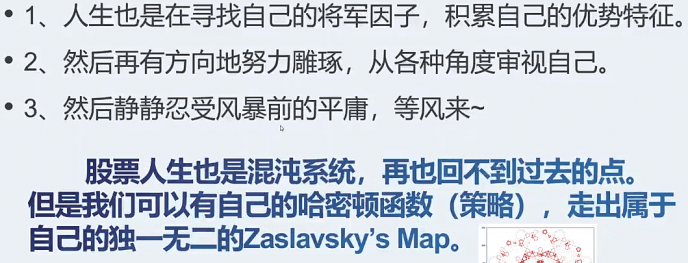 • 1、人生也是在寻找自己的将军因子，积累自己的优势特征。
• 2、然后再有方向地努力雕琢，从各种角度审视自己。
• 3、然后静静忍受风暴前的平庸，等风来~
股票人生也是混沌系统，再也回不到过去的点。
但是我们可以有自己的哈密顿函数（策略），走出属于
自己的独一无二的Zaslavsky’s Map。